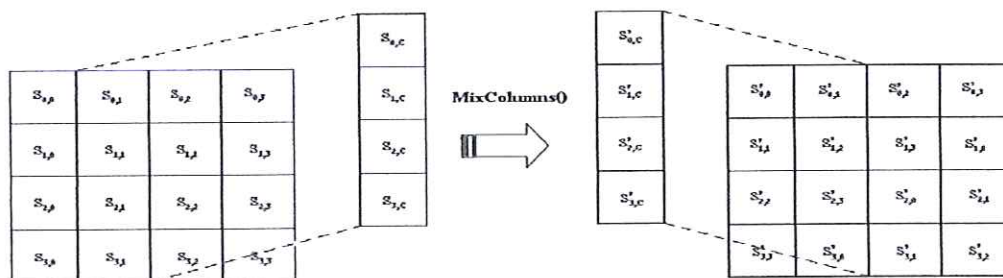 S0,C
S1,C
S2,C
S3,C
S0,0 S0,1 S0,2 S0,3
S1,0 S1,1 S1,1 S1,3
S2,0 S2,1 S2,2 S2,3
S3,0 S3,1 S3,2 S3,3
MixColumns()
S'0,C
S'1,C
S'2,C
S'3,C
S'0,0 S'0,1 S'0,2 S'0,3
S'1,1 S'1,2 S'1,3 S'1,0
S'2,2 S'2,3 S'2,0 S'2,1
S'3,3 S'3,0 S'3,1 S'3,2